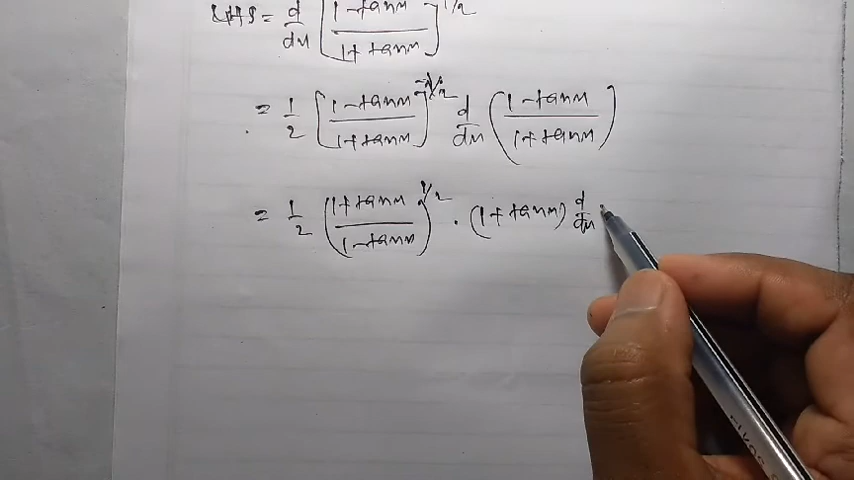 LHS = d/dx [(1-tanx)/(1+tanx)]^1/2
= 1/2 [(1-tanx)/(1+tanx)]^-1/2 d/dx ((1-tanx)/(1+tanx))
= 1/2 ((1+tanx)/(1-tanx))^1/2 . (1+tanx) d/dx